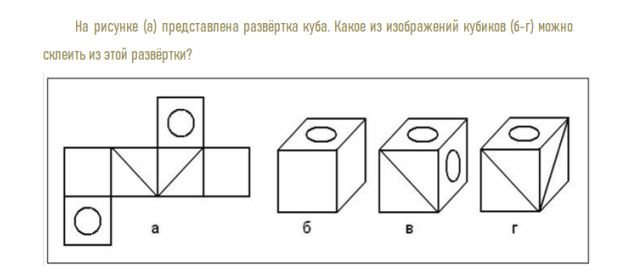 На рисунке (а) представлена развёртка куба. Какое из изображений кубиков (б-г) можно
склеить из этой развёртки?
а б в г